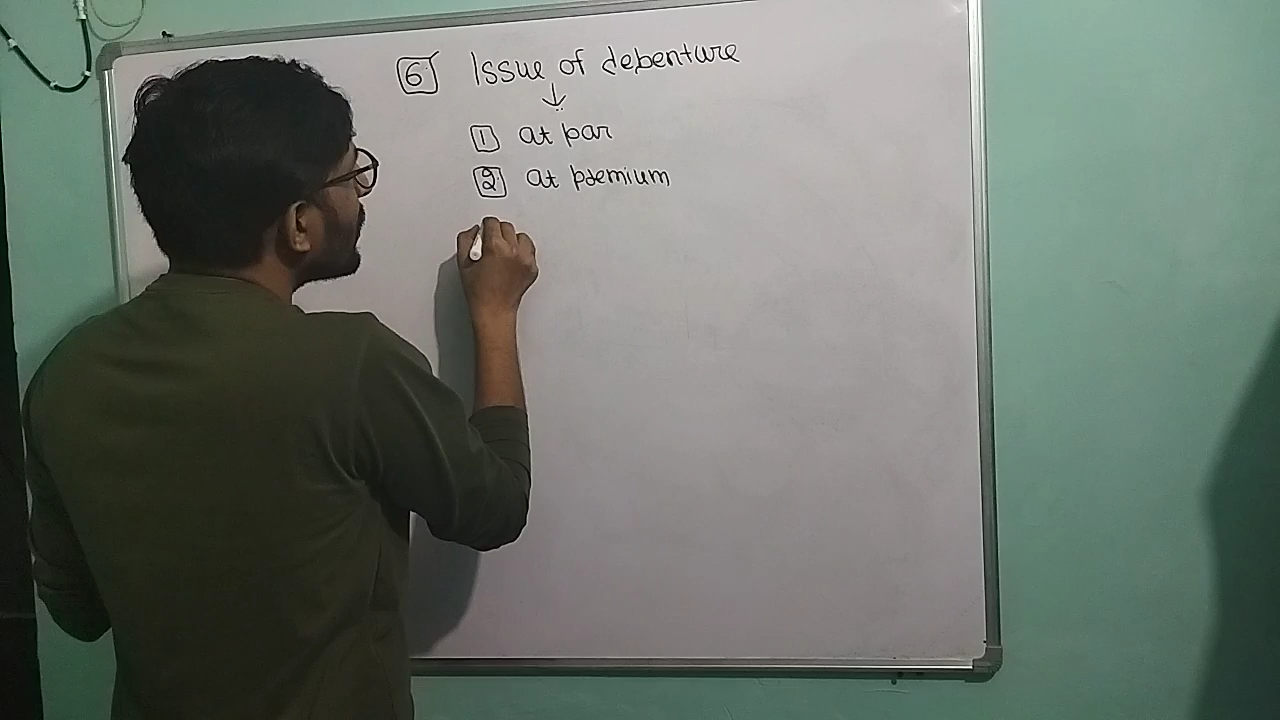 6 Issue of debenture
↓
1 at par
2 at premium